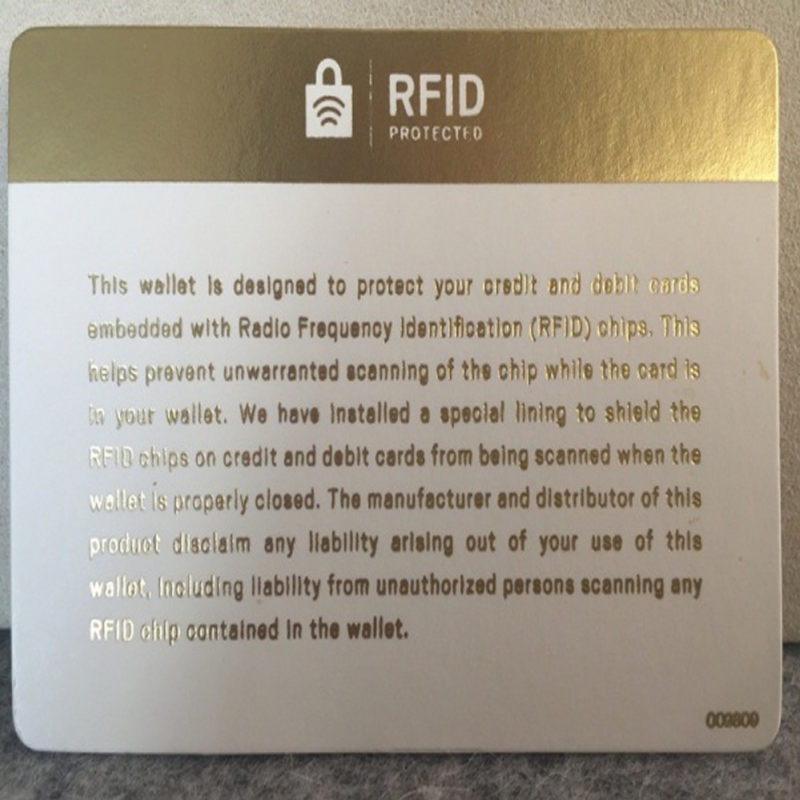 RFID
PROTECTED
This wallet is designed to protect your credit and debit cards
embedded with Radio Frequency Identification (RFID) chips. This
helps prevent unwarranted scanning of the chip while the card is
in your wallet. We have installed a special lining to shield the
RFID chips on credit and debit cards from being scanned when the
wallet is properly closed. The manufacturer and distributor of this
product disclaim any liability arising out of your use of this
wallet, including liability from unauthorized persons scanning any
RFID chip contained in the wallet.